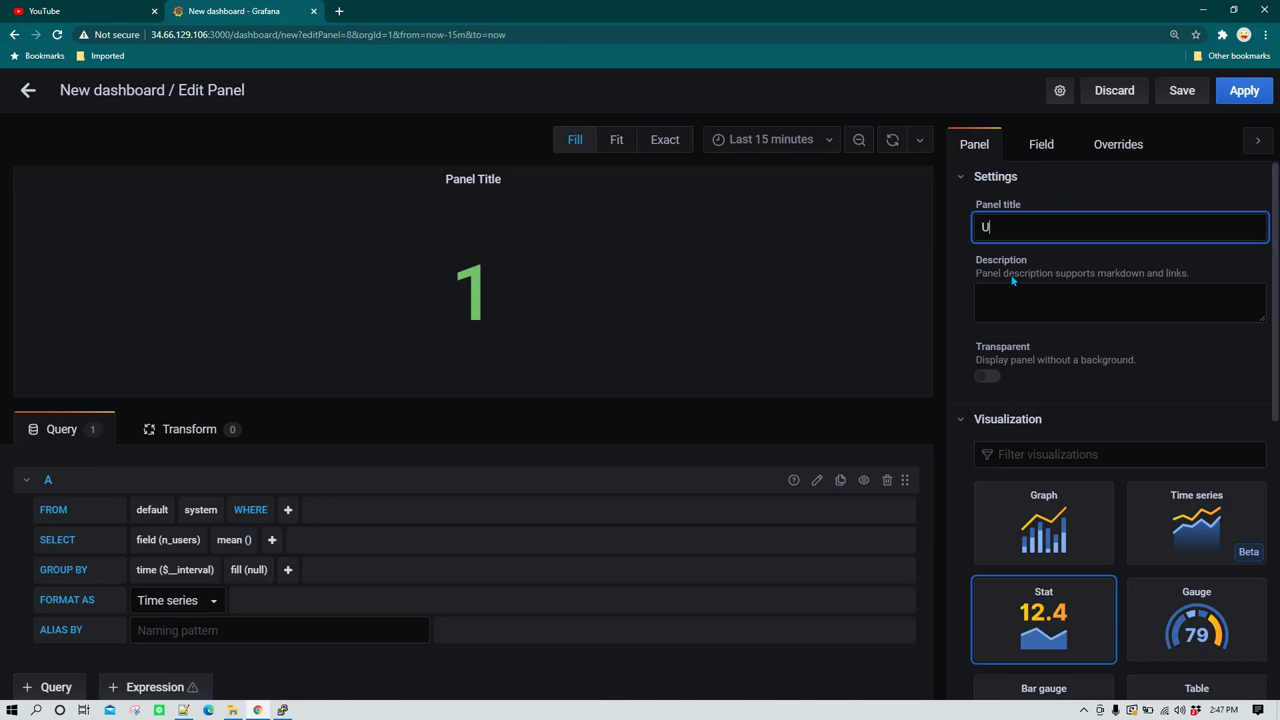 YouTube
New dashboard - Grafana
Not secure
34.66.129.106:3000/dashboard/new?editPanel=8&orgId=1&from=now-15m&to=now
Bookmarks
Imported
Other bookmarks
New dashboard / Edit Panel
Discard
Save
Apply
Fill
Fit
Exact
Last 15 minutes
Panel
Field
Overrides
Panel Title
1
Settings
Panel title
U
Description
Panel description supports markdown and links.
Transparent
Display panel without a background.
Visualization
Filter visualizations
Graph
Time series
Beta
Stat
12.4
Gauge
79
Bar gauge
Table
Query 1
Transform 0
A
FROM default system WHERE +
SELECT field (n_users) mean () +
GROUP BY time ($__interval) fill (null) +
FORMAT AS Time series
ALIAS BY Naming pattern
+ Query
+ Expression
2:47 PM